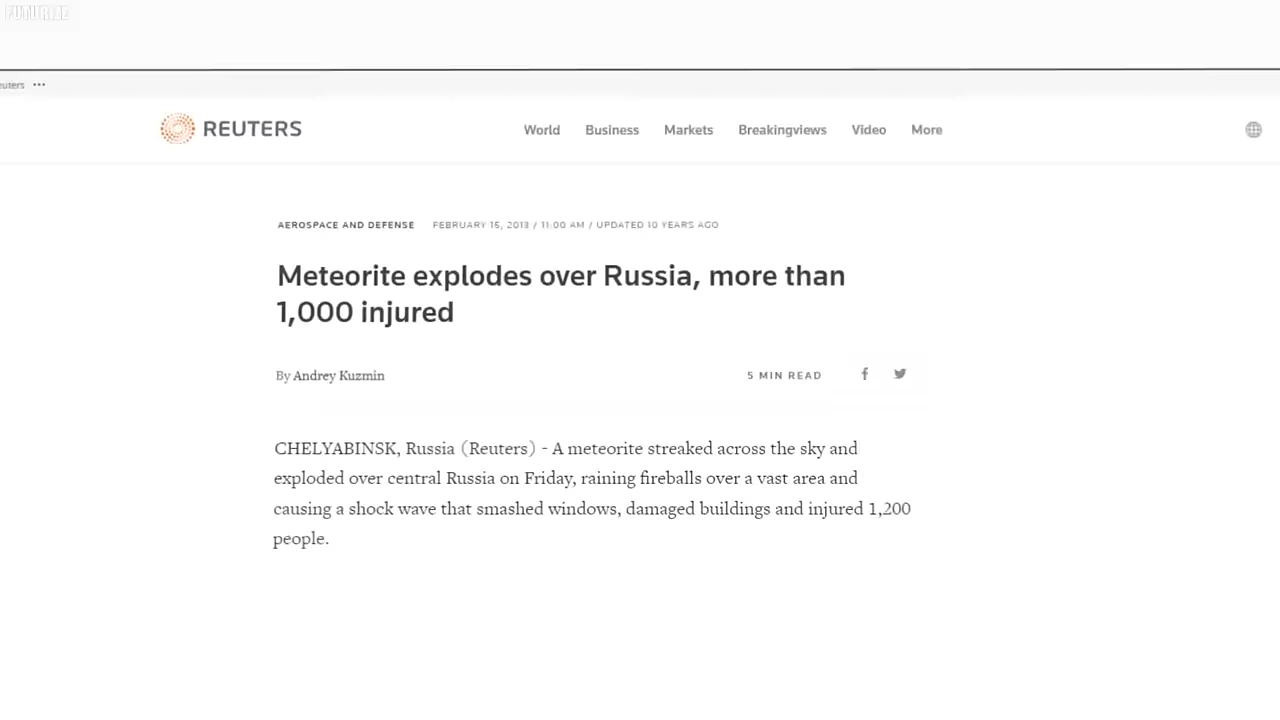 FUTURIZE
euters ...
REUTERS
World Business Markets Breakingviews Video More
AEROSPACE AND DEFENSE FEBRUARY 15, 2013 / 11:00 AM / UPDATED 10 YEARS AGO
Meteorite explodes over Russia, more than
1,000 injured
By Andrey Kuzmin
5 MIN READ
CHELYABINSK, Russia (Reuters) - A meteorite streaked across the sky and
exploded over central Russia on Friday, raining fireballs over a vast area and
causing a shock wave that smashed windows, damaged buildings and injured 1,200
people.